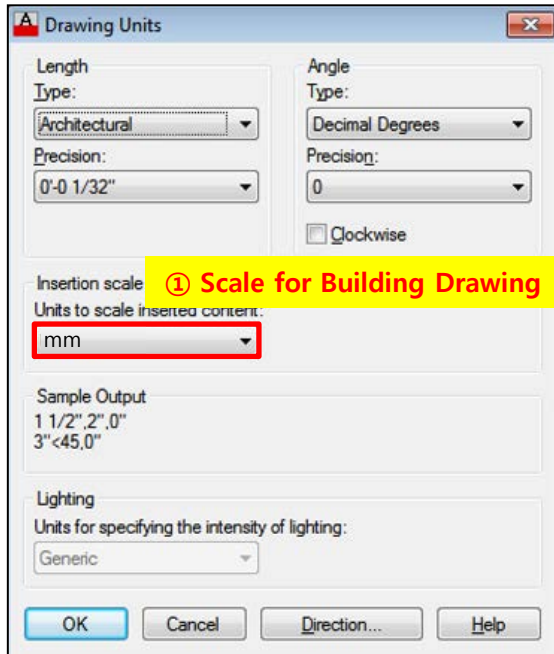 A Drawing Units
Length
Type:
Architectural
Precision:
0'-0 1/32"
Angle
Type:
Decimal Degrees
Precision:
0
Clockwise
① Scale for Building Drawing
Insertion scale
Units to scale inserted content:
mm
Sample Output
1 1/2",2",0"
3"<45,0"
Lighting
Units for specifying the intensity of lighting:
Generic
OK Cancel Direction... Help